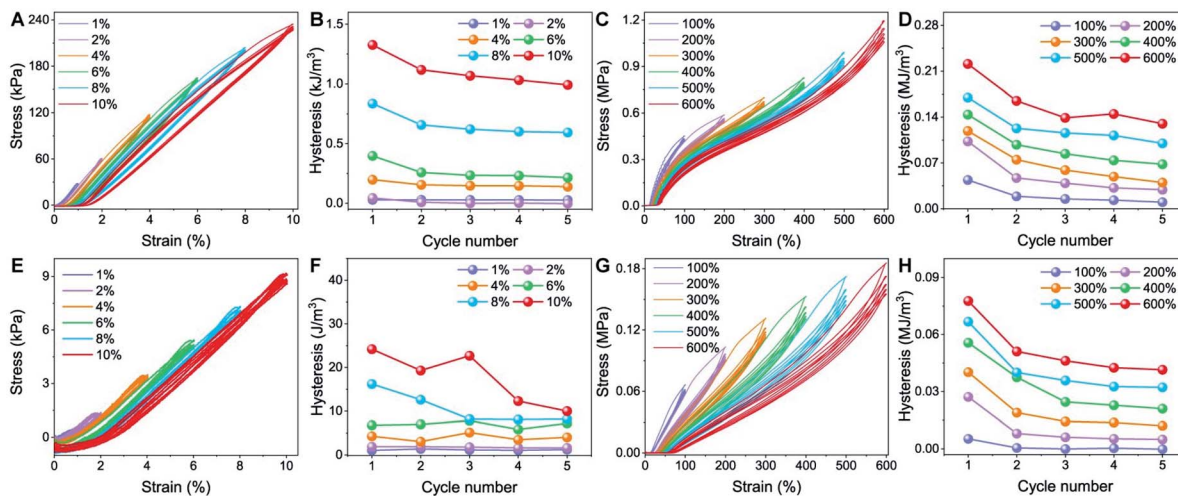 A
240
180
120
60
0
Stress (kPa)
1%
2%
4%
6%
8%
10%
0 2 4 6 8 10
Strain (%)
B
1.5
1.0
0.5
0.0
Hysteresis (kJ/m³)
1% 2%
4% 6%
8% 10%
1 2 3 4 5
Cycle number
C
1.2
0.9
0.6
0.3
0.0
Stress (MPa)
100%
200%
300%
400%
500%
600%
0 100 200 300 400 500 600
Strain (%)
D
0.28
0.21
0.14
0.07
0.00
Hysteresis (MJ/m³)
100% 200%
300% 400%
500% 600%
1 2 3 4 5
Cycle number
E
9
6
3
0
Stress (kPa)
1%
2%
4%
6%
8%
10%
0 2 4 6 8 10
Strain (%)
F
40
30
20
10
0
Hysteresis (J/m³)
1% 2%
4% 6%
8% 10%
1 2 3 4 5
Cycle number
G
0.18
0.12
0.06
0.00
Stress (MPa)
100%
200%
300%
400%
500%
600%
0 100 200 300 400 500 600
Strain (%)
H
0.09
0.06
0.03
0.00
Hysteresis (MJ/m³)
100% 200%
300% 400%
500% 600%
1 2 3 4 5
Cycle number